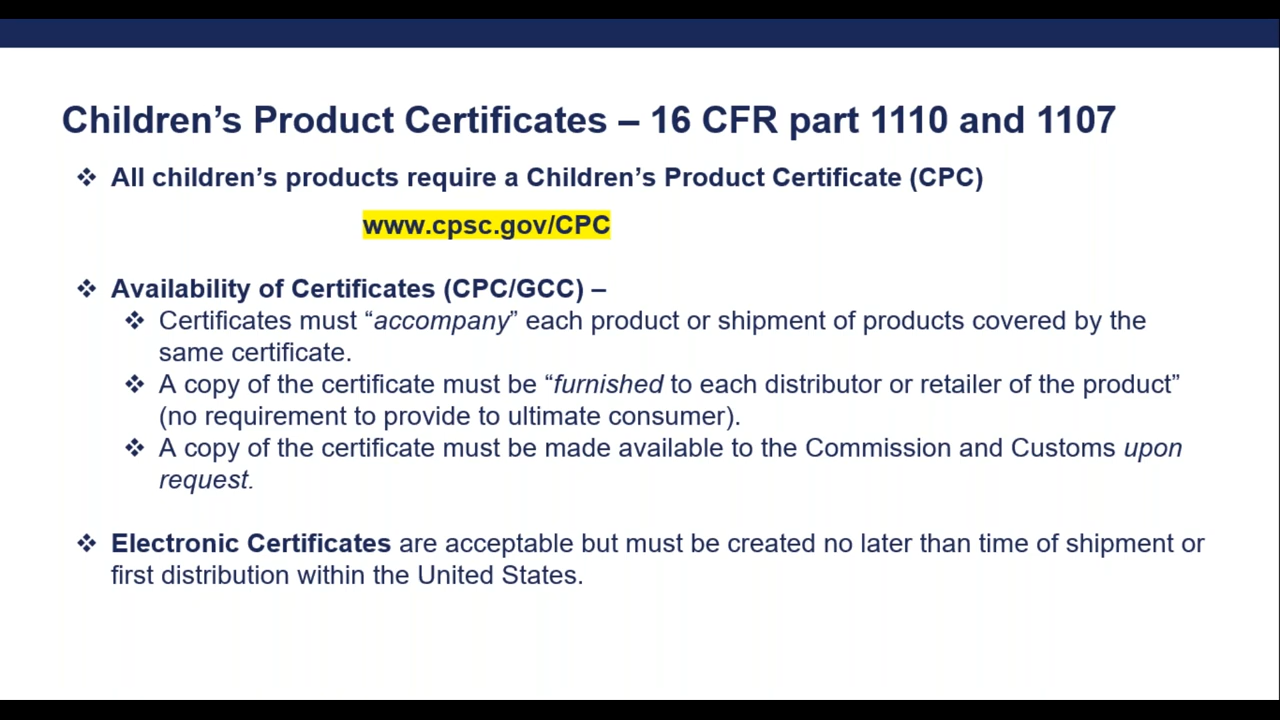 Children’s Product Certificates – 16 CFR part 1110 and 1107
❖ All children’s products require a Children’s Product Certificate (CPC)
www.cpsc.gov/CPC
❖ Availability of Certificates (CPC/GCC) –
❖ Certificates must “accompany” each product or shipment of products covered by the
same certificate.
❖ A copy of the certificate must be “furnished to each distributor or retailer of the product”
(no requirement to provide to ultimate consumer).
❖ A copy of the certificate must be made available to the Commission and Customs upon
request.
❖ Electronic Certificates are acceptable but must be created no later than time of shipment or
first distribution within the United States.